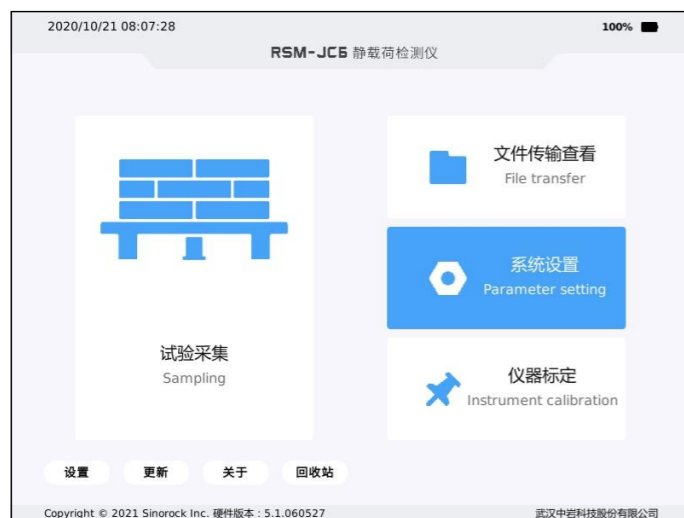 2020/10/21 08:07:28
100%
RSM-JC6 静载荷检测仪
试验采集
Sampling
文件传输查看
File transfer
系统设置
Parameter setting
仪器标定
Instrument calibration
设置
更新
关于
回收站
Copyright © 2021 Sinorock Inc. 硬件版本 : 5.1.060527
武汉中岩科技股份有限公司